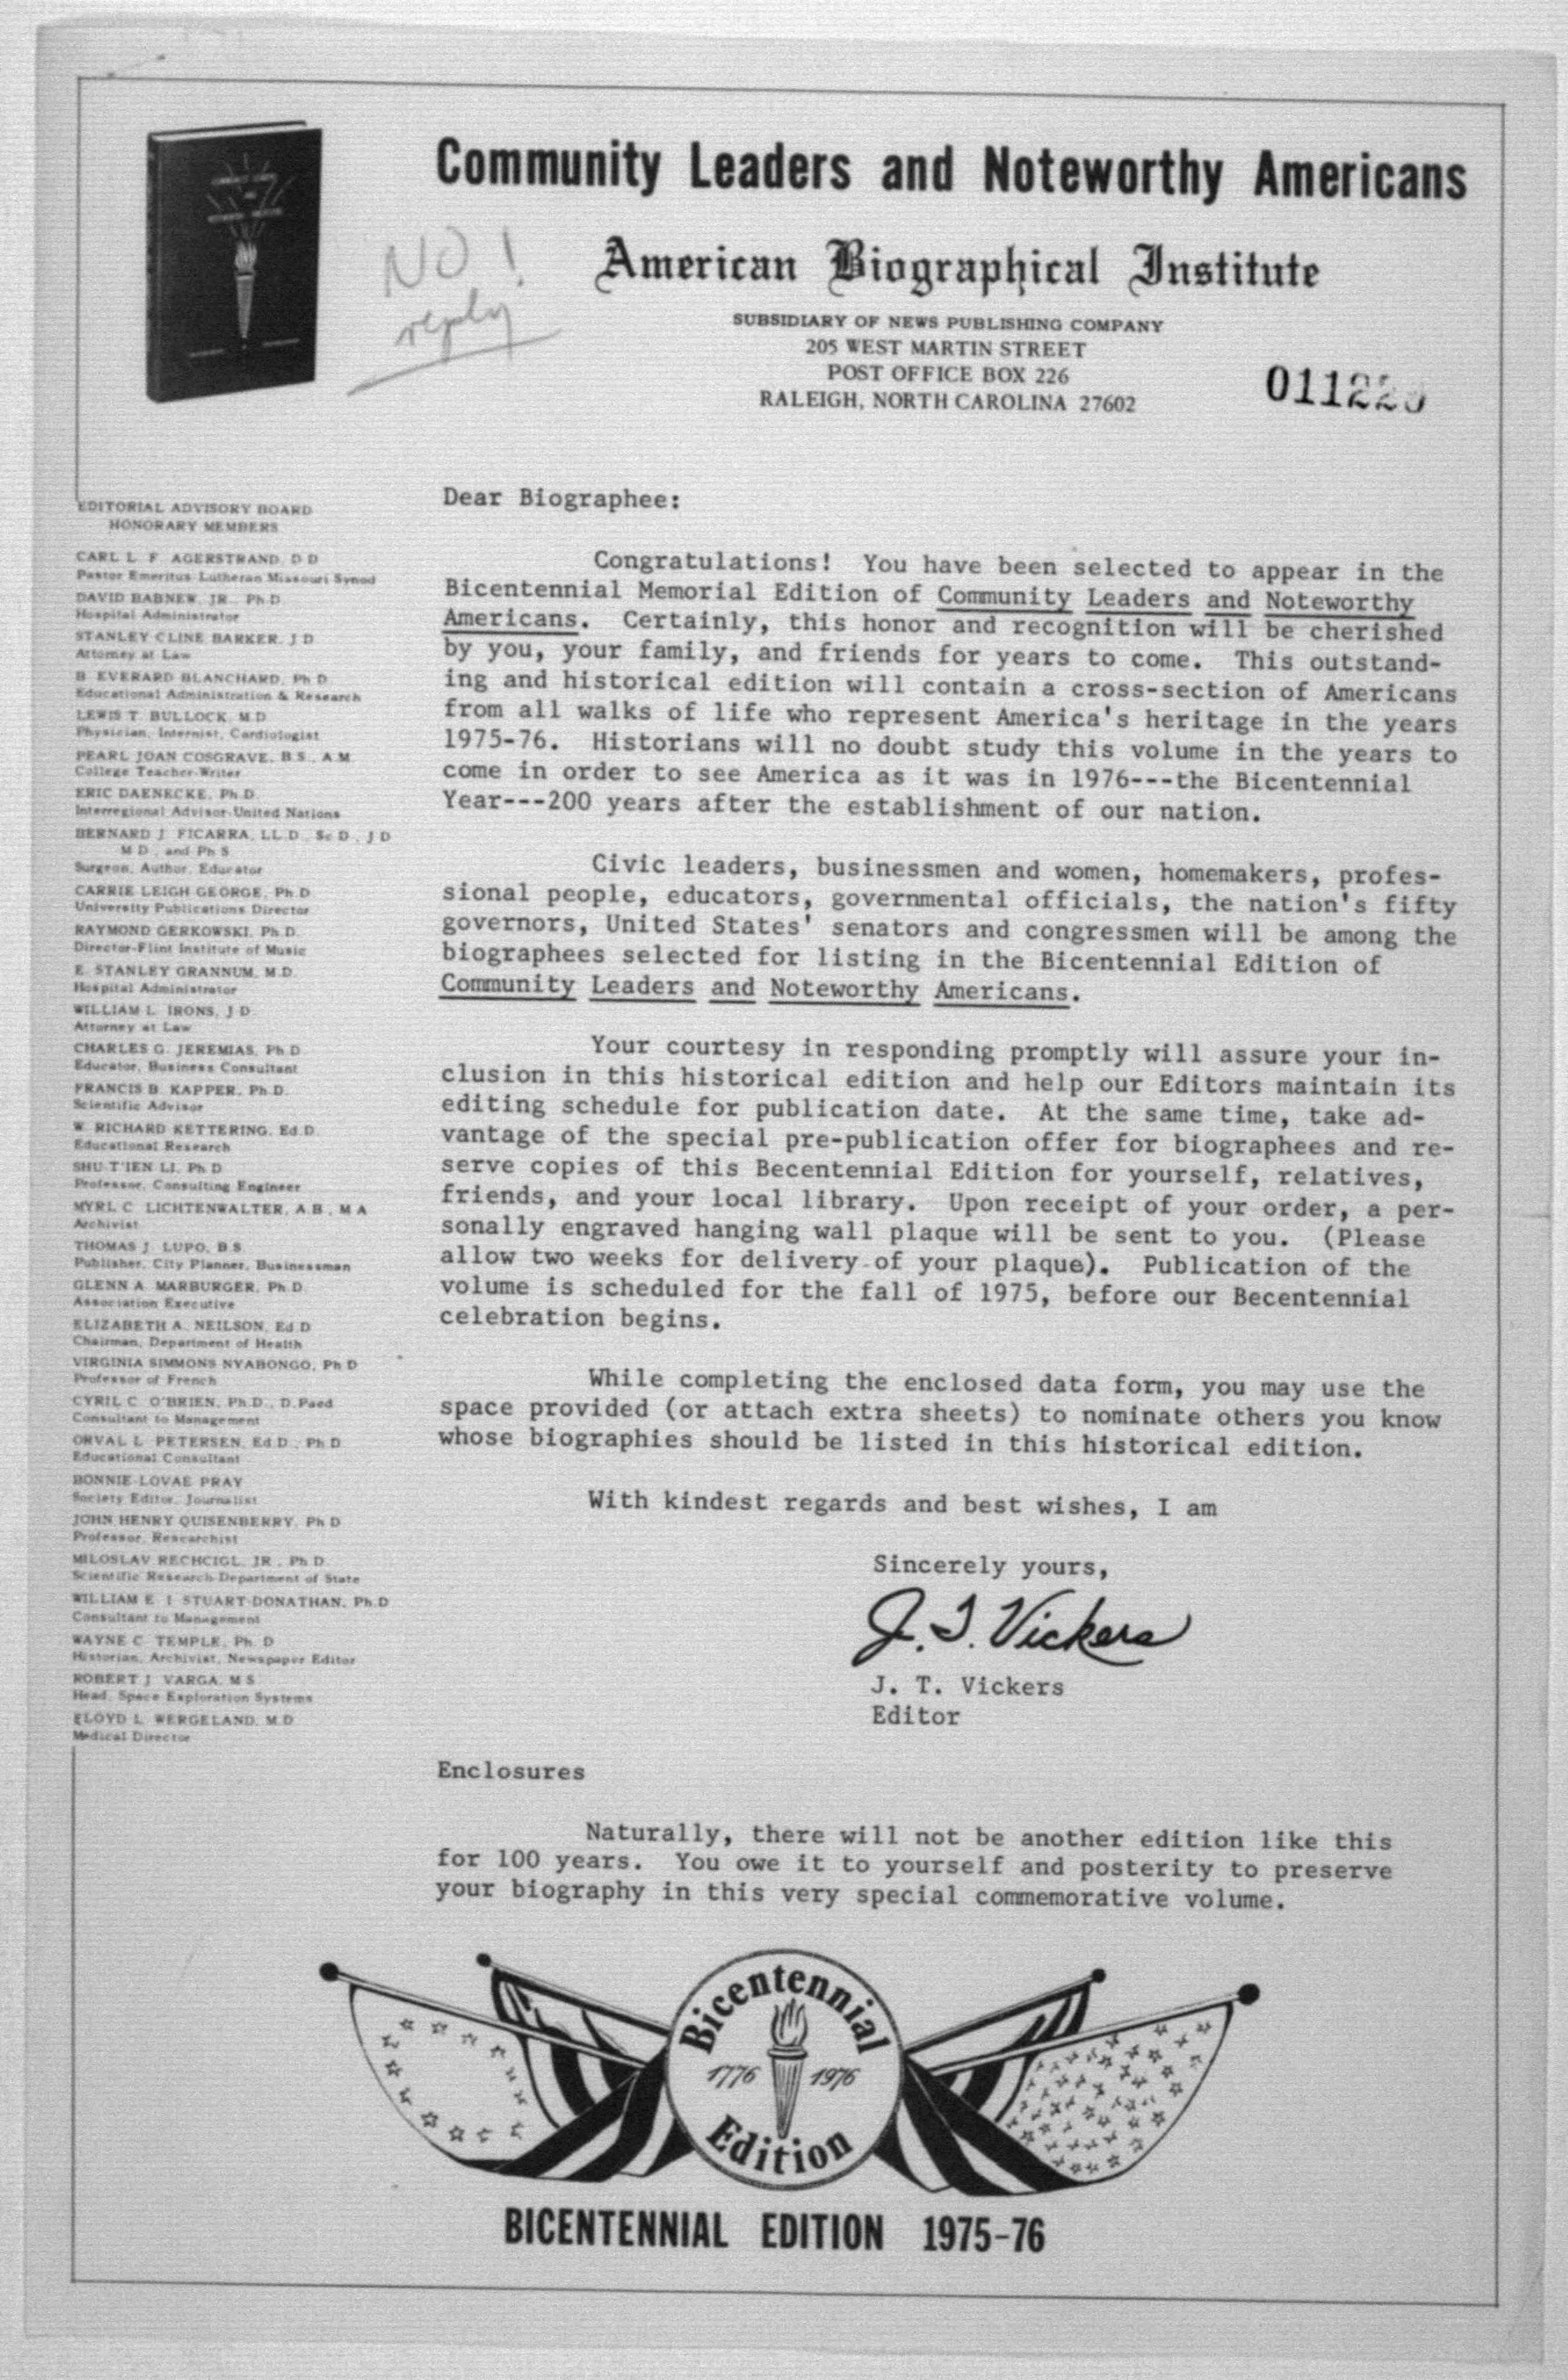 Community Leaders and Noteworthy Americans
NO!
reply
American Biographical Institute
SUBSIDIARY OF NEWS PUBLISHING COMPANY
205 WEST MARTIN STREET
POST OFFICE BOX 226
RALEIGH, NORTH CAROLINA 27602
EDITORIAL ADVISORY BOARD
HONORARY MEMBERS
CARL L. F. AGERSTRAND, D D
Pastor Emeritus-Lutheran Missouri Synod
DAVID BABNEW, JR., Ph.D.
Hospital Administrator
STANLEY CLINE BARKER, J D
Attorney at Law
B. EVERARD BLANCHARD, Ph D
Educational Administration & Research
LEWIS T. BULLOCK, M.D.
Physician, Internist, Cardiologist
PEARL JOAN COSGRAVE, B.S., A.M.
College Teacher-Writer
ERIC DAENECKE, Ph.D.
Interregional Advisor-United Nations
BERNARD J. FICARRA, LL.D., Sc D., J D
M D., and Ph S
Surgeon, Author, Educator
CARRIE LEIGH GEORGE, Ph.D.
University Publications Director
RAYMOND GERKOWSKI, Ph D.
Director-Flint Institute of Music
E. STANLEY GRANNUM, M.D.
Hospital Administrator
WILLIAM L. IRONS, J D.
Attorney at Law
CHARLES G. JEREMIAS, Ph D
Educator, Business Consultant
FRANCIS B. KAPPER, Ph.D.
Scientific Advisor
W. RICHARD KETTERING, Ed.D.
Educational Research
SHU-T'IEN LI, Ph D
Professor, Consulting Engineer
MYRL C. LICHTENWALTER, A.B., M A
Archivist
THOMAS J. LUPO, B.S.
Publisher, City Planner, Businessman
GLENN A. MARBURGER, Ph.D.
Association Executive
ELIZABETH A. NEILSON, Ed.D
Chairman, Department of Health
VIRGINIA SIMMONS NYABONGO, Ph D
Professor of French
CYRIL C. O'BRIEN, Ph.D., D.Paed
Consultant to Management
ORVAL L. PETERSEN, Ed.D., Ph D
Educational Consultant
BONNIE-LOVAE PRAY
Society Editor, Journalist
JOHN HENRY QUISENBERRY, Ph D
Professor, Researchist
MILOSLAV RECHCIGL, JR., Ph D.
Scientific Research-Department of State
WILLIAM E. I. STUART-DONATHAN, Ph.D
Consultant to Management
WAYNE C. TEMPLE, Ph. D
Historian, Archivist, Newspaper Editor
ROBERT J. VARGA, M S
Head, Space Exploration Systems
LLOYD L. WERGELAND, M.D
Medical Director
Dear Biographee:
Congratulations! You have been selected to appear in the
Bicentennial Memorial Edition of Community Leaders and Noteworthy
Americans. Certainly, this honor and recognition will be cherished
by you, your family, and friends for years to come. This outstand-
ing and historical edition will contain a cross-section of Americans
from all walks of life who represent America's heritage in the years
1975-76. Historians will no doubt study this volume in the years to
come in order to see America as it was in 1976---the Bicentennial
Year---200 years after the establishment of our nation.
Civic leaders, businessmen and women, homemakers, profes-
sional people, educators, governmental officials, the nation's fifty
governors, United States' senators and congressmen will be among the
biographees selected for listing in the Bicentennial Edition of
Community Leaders and Noteworthy Americans.
Your courtesy in responding promptly will assure your in-
clusion in this historical edition and help our Editors maintain its
editing schedule for publication date. At the same time, take ad-
vantage of the special pre-publication offer for biographees and re-
serve copies of this Becentennial Edition for yourself, relatives,
friends, and your local library. Upon receipt of your order, a per-
sonally engraved hanging wall plaque will be sent to you. (Please
allow two weeks for delivery of your plaque). Publication of the
volume is scheduled for the fall of 1975, before our Becentennial
celebration begins.
While completing the enclosed data form, you may use the
space provided (or attach extra sheets) to nominate others you know
whose biographies should be listed in this historical edition.
With kindest regards and best wishes, I am
Sincerely yours,
J. T. Vickers
J. T. Vickers
Editor
Enclosures
Naturally, there will not be another edition like this
for 100 years. You owe it to yourself and posterity to preserve
your biography in this very special commemorative volume.
Bicentennial
1776 1976
Edition
BICENTENNIAL EDITION 1975-76